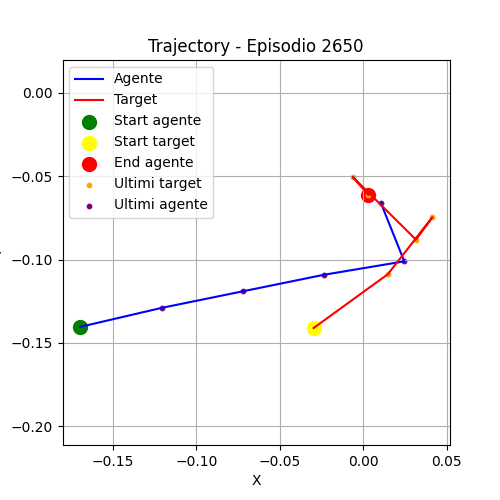 Trajectory - Episodio 2650
Agente
Target
Start agente
Start target
End agente
Ultimi target
Ultimi agente
0.00
−0.05
−0.10
−0.15
−0.20
−0.15
−0.10
−0.05
0.00
0.05
X